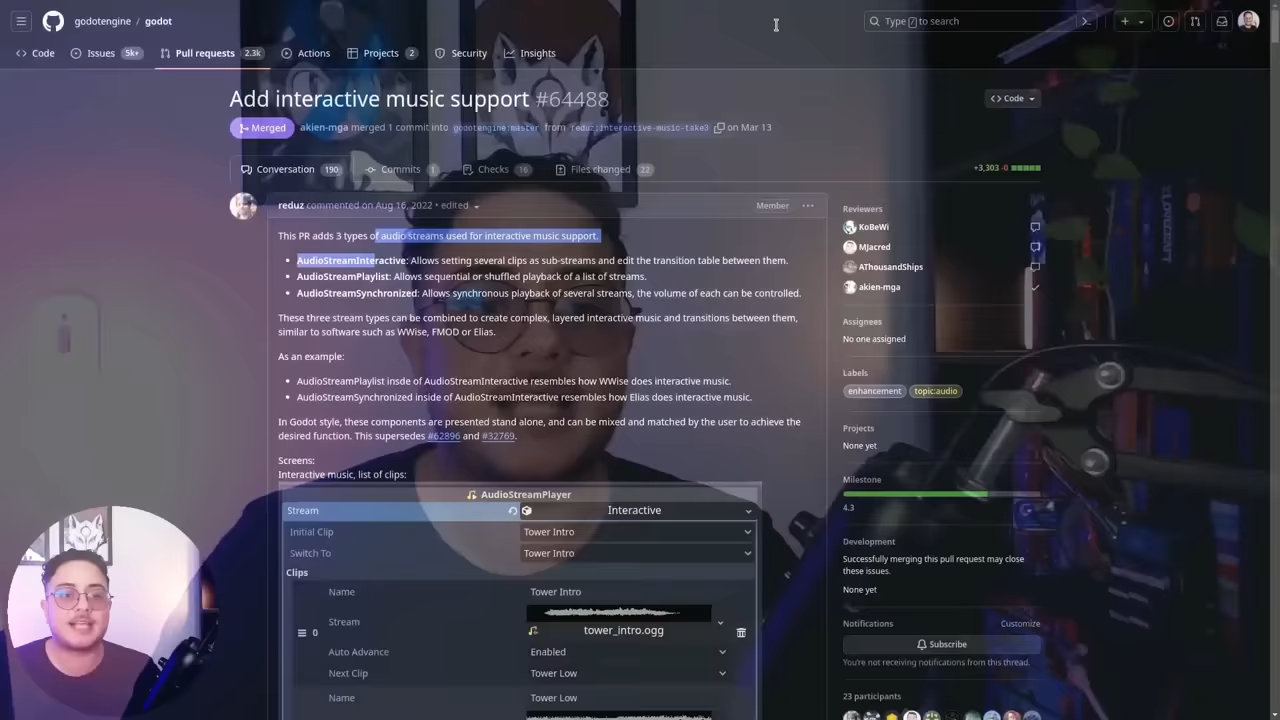 godotengine / godot
Type / to search
Code
Issues 5k+
Pull requests 2.3k
Actions
Projects 2
Security
Insights
Add interactive music support #64488
Code
Merged akien-mga merged 1 commit into godotengine:master from reduz:interactive-music-take3 on Mar 13
Conversation 190
Commits 1
Checks 16
Files changed 22
+3,303 -0
reduz commented on Aug 16, 2022 • edited
Member
This PR adds 3 types of audio streams used for interactive music support.
• AudioStreamInteractive: Allows setting several clips as sub-streams and edit the transition table between them.
• AudioStreamPlaylist: Allows sequential or shuffled playback of a list of streams.
• AudioStreamSynchronized: Allows synchronous playback of several streams, the volume of each can be controlled.
These three stream types can be combined to create complex, layered interactive music and transitions between them,
similar to software such as WWise, FMOD or Elias.
As an example:
• AudioStreamPlaylist insde of AudioStreamInteractive resembles how WWise does interactive music.
• AudioStreamSynchronized inside of AudioStreamInteractive resembles how Elias does interactive music.
In Godot style, these components are presented stand alone, and can be mixed and matched by the user to achieve the
desired function. This supersedes #62896 and #32769.
Screens:
Interactive music, list of clips:
AudioStreamPlayer
Stream
Interactive
Initial Clip
Tower Intro
Switch To
Tower Intro
Clips
Name
Tower Intro
Stream
0
tower_intro.ogg
Auto Advance
Enabled
Next Clip
Tower Low
Name
Tower Low
Reviewers
KoBeWi
MJacred
AThousandShips
akien-mga
Assignees
No one assigned
Labels
enhancement
topic:audio
Projects
None yet
Milestone
4.3
Development
Successfully merging this pull request may close
these issues.
None yet
Notifications
Customize
Subscribe
You're not receiving notifications from this thread.
23 participants